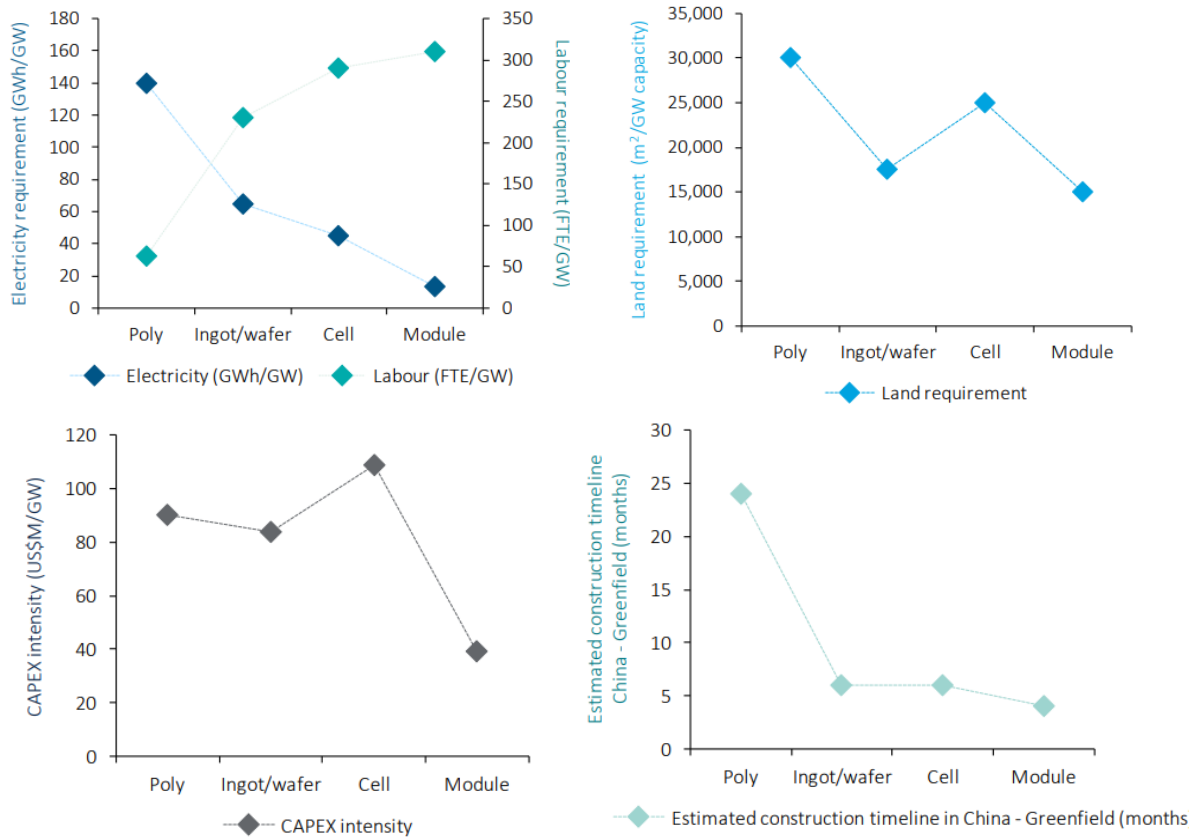 Electricity requirement (GWh/GW)
180
160
140
120
100
80
60
40
20
0
350
300
250
200
150
100
50
0
Labour requirement (FTE/GW)
Poly Ingot/wafer Cell Module
Electricity (GWh/GW) Labour (FTE/GW)
Land requirement (m²/GW capacity)
35,000
30,000
25,000
20,000
15,000
10,000
5,000
0
Poly Ingot/wafer Cell Module
Land requirement
CAPEX intensity (US$M/GW)
120
100
80
60
40
20
0
Poly Ingot/wafer Cell Module
CAPEX intensity
Estimated construction timeline
China - Greenfield (months)
30
25
20
15
10
5
0
Poly Ingot/wafer Cell Module
Estimated construction timeline in China - Greenfield (months